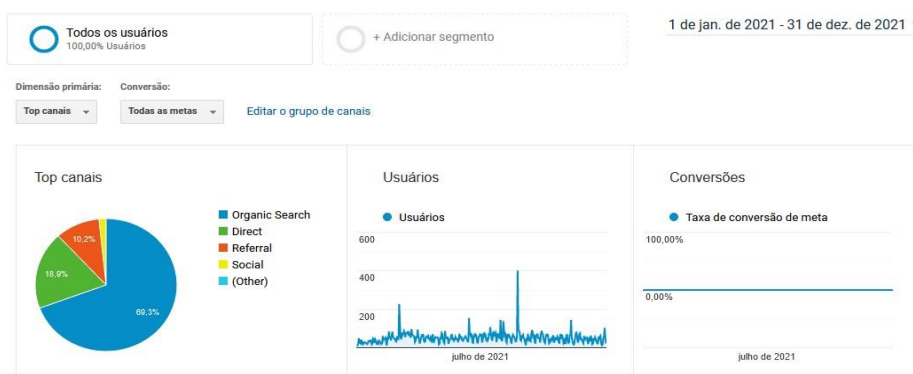 Todos os usuários
100,00% Usuários
+ Adicionar segmento
1 de jan. de 2021 - 31 de dez. de 2021
Dimensão primária:
Conversão:
Top canais
Todas as metas
Editar o grupo de canais
Top canais
Organic Search
Direct
Referral
Social
(Other)
10,2%
18,9%
69,3%
Usuários
Usuários
600
400
200
julho de 2021
Conversões
Taxa de conversão de meta
100,00%
0,00%
julho de 2021